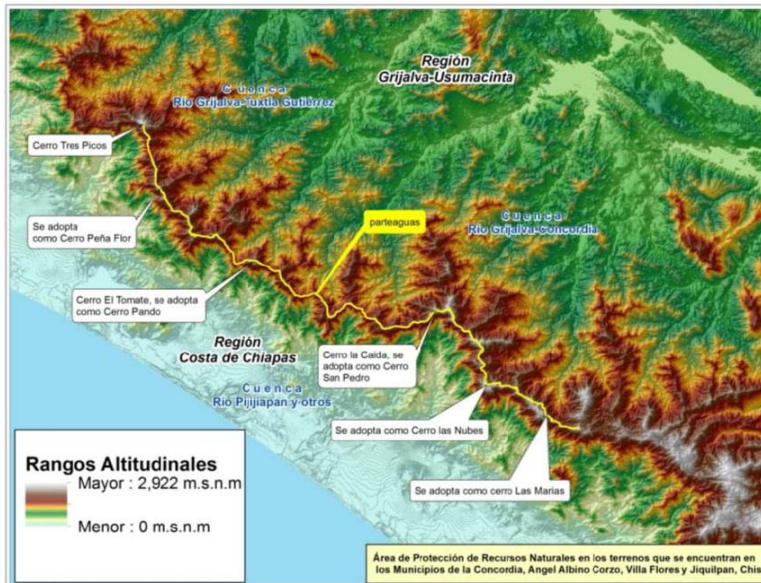 Región
Grijalva-Usumacinta
Cuenca
Río Grijalva-Tuxtla Gutiérrez
Cerro Tres Picos
Se adopta
como Cerro Peña Flor
parteaguas
Cuenca
Río Grijalva-Concordia
Cerro El Tomate, se adopta
como Cerro Pando
Región
Costa de Chiapas
Cerro la Caida, se
adopta como Cerro
San Pedro
Cuenca
Río Pijijiapan y otros
Se adopta como Cerro las Nubes
Se adopta como cerro Las Marias
Rangos Altitudinales
Mayor : 2,922 m.s.n.m
Menor : 0 m.s.n.m
Área de Protección de Recursos Naturales en los terrenos que se encuentran en
los Municipios de la Concordia, Angel Albino Corzo, Villa Flores y Jiquilpan, Chis